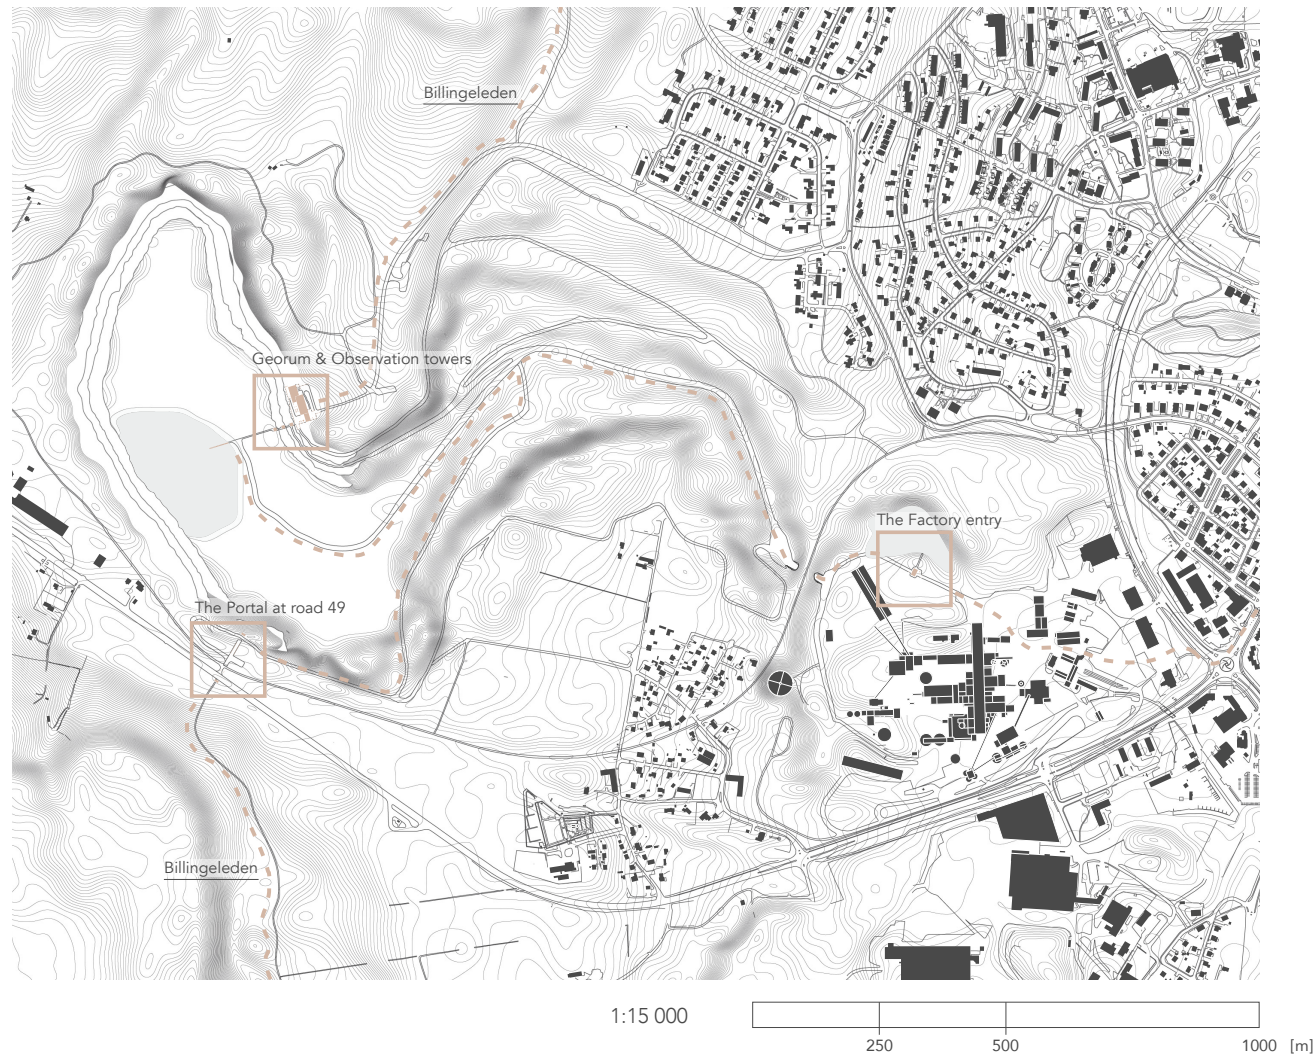 Billingeleden
Georum & Observation towers
The Factory entry
The Portal at road 49
Billingeleden
1:15 000
250
500
1000 [m]